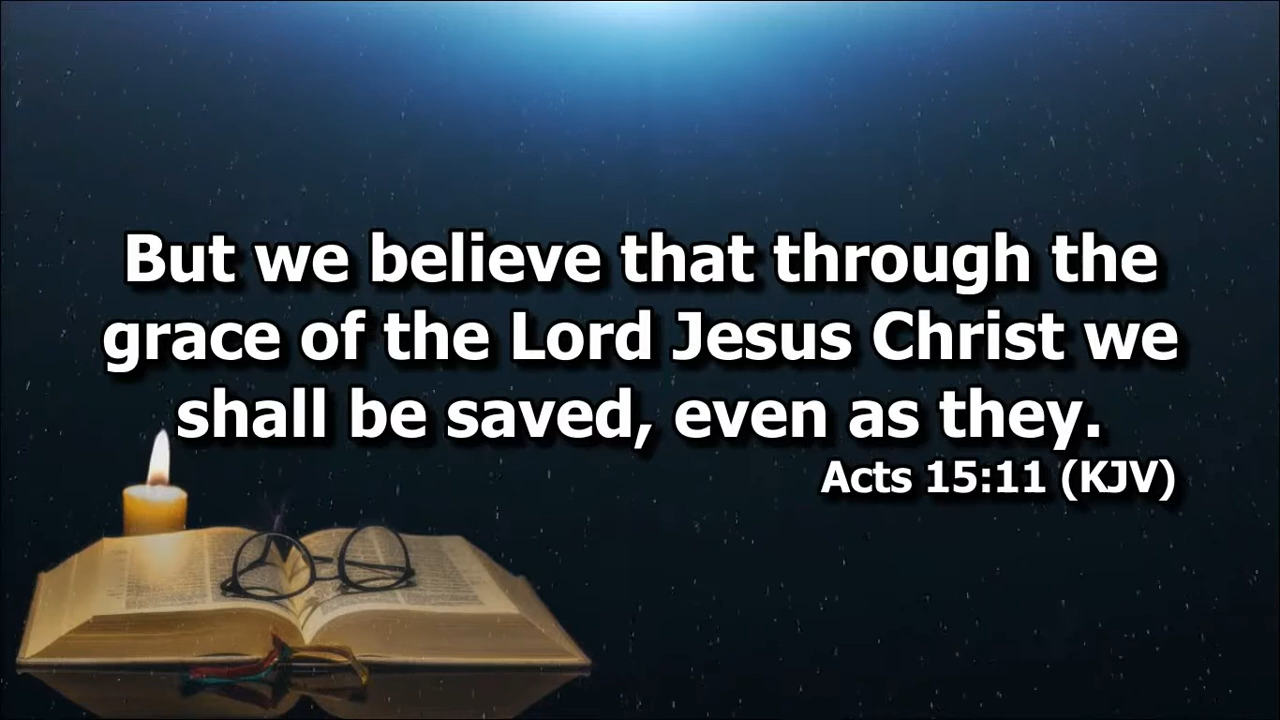 But we believe that through the
grace of the Lord Jesus Christ we
shall be saved, even as they.
Acts 15:11 (KJV)